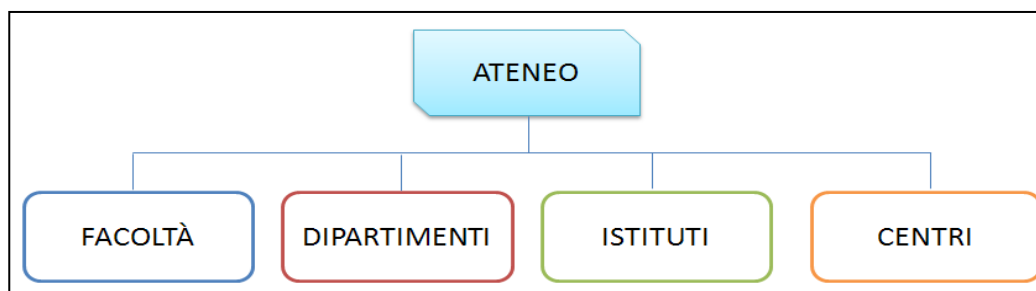 ATENEO
FACOLTÀ
DIPARTIMENTI
ISTITUTI
CENTRI